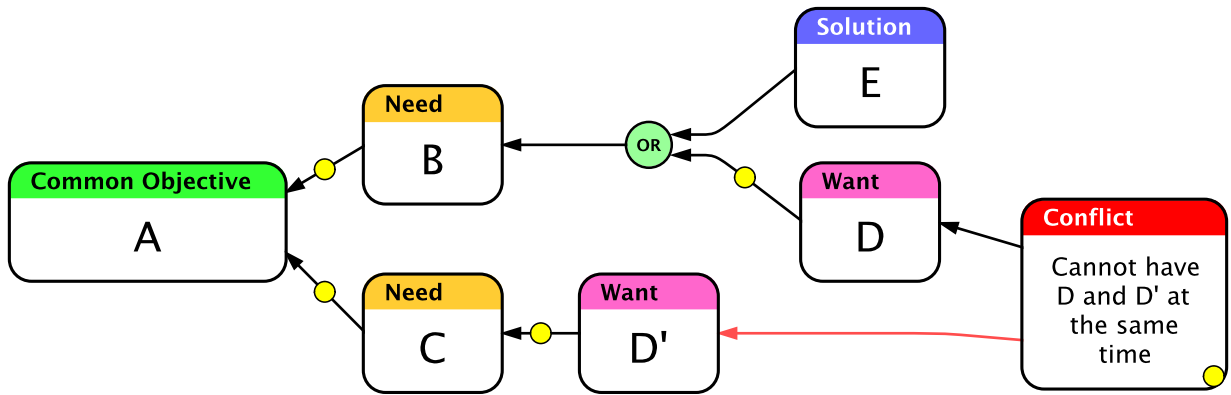 Solution
E
Need
B
OR
Common Objective
A
Want
D
Conflict
Cannot have
D and D' at
the same
time
Need
C
Want
D'